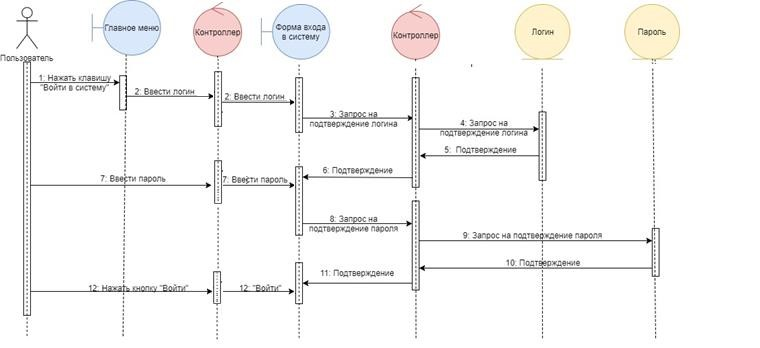 Главное меню
Контроллер
Форма входа
в систему
Контроллер
Логин
Пароль
Пользователь
1: Нажать клавишу
"Войти в систему"
2: Ввести логин
2: Ввести логин
3: Запрос на
подтверждение логина
4: Запрос на
подтверждение логина
5: Подтверждение
6: Подтверждение
7: Ввести пароль
7: Ввести пароль
8: Запрос на
подтверждение пароля
9: Запрос на подтверждение пароля
10: Подтверждение
11: Подтверждение
12: Нажать кнопку "Войти"
12: "Войти"